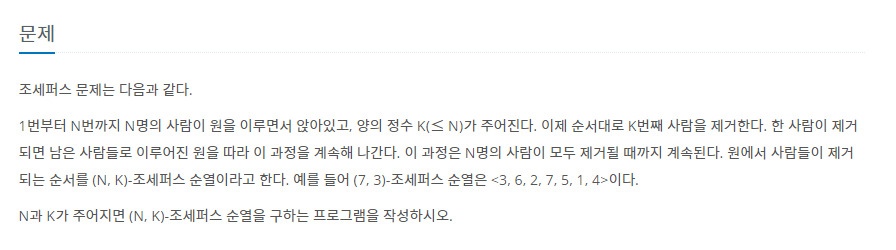 문제
조세퍼스 문제는 다음과 같다.
1번부터 N번까지 N명의 사람이 원을 이루면서 앉아있고, 양의 정수 K(≤ N)가 주어진다. 이제 순서대로 K번째 사람을 제거한다. 한 사람이 제거
되면 남은 사람들로 이루어진 원을 따라 이 과정을 계속해 나간다. 이 과정은 N명의 사람이 모두 제거될 때까지 계속된다. 원에서 사람들이 제거
되는 순서를 (N, K)-조세퍼스 순열이라고 한다. 예를 들어 (7, 3)-조세퍼스 순열은 <3, 6, 2, 7, 5, 1, 4>이다.
N과 K가 주어지면 (N, K)-조세퍼스 순열을 구하는 프로그램을 작성하시오.